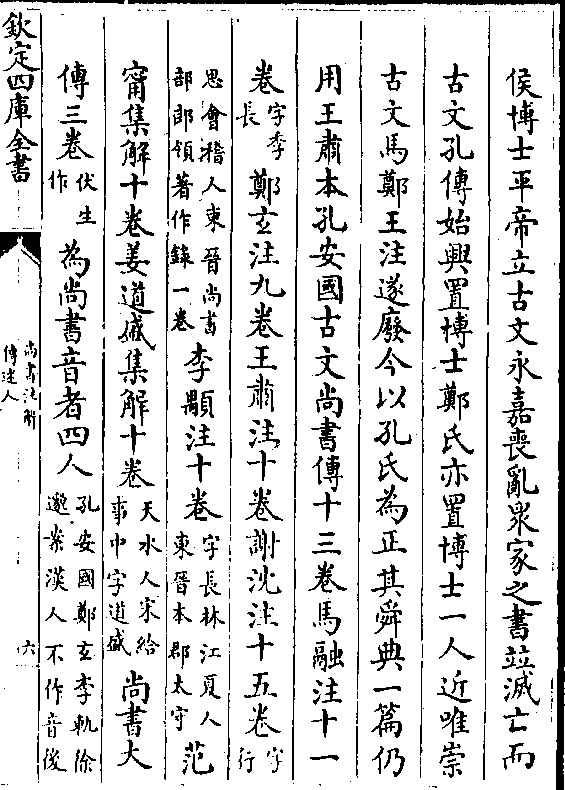 侯博士平帝立古文永嘉喪亂衆家之書竝滅亡而
古文孔傳始興置博士鄭氏亦置博士一人近唯崇
古文馬鄭王注遂廢今以孔氏為正其舜典一篇仍
用王肅本孔安國古文尚書傳十三卷馬融注十一
卷字季長鄭玄注九卷王肅注十卷謝沈注十五卷字行
思會稽人東晉尚書部郎領著作錄一卷李顒注十卷字長林江夏人東晉本郡太守范
甯集解十卷姜道盛集解十卷天水人宋給事中字道盛尚書大
傳三卷伏生作為尚書音者四人孔安國鄭玄李軌徐邈案漢人不作音後
欽定四庫全書
尚書注解傳述人
六